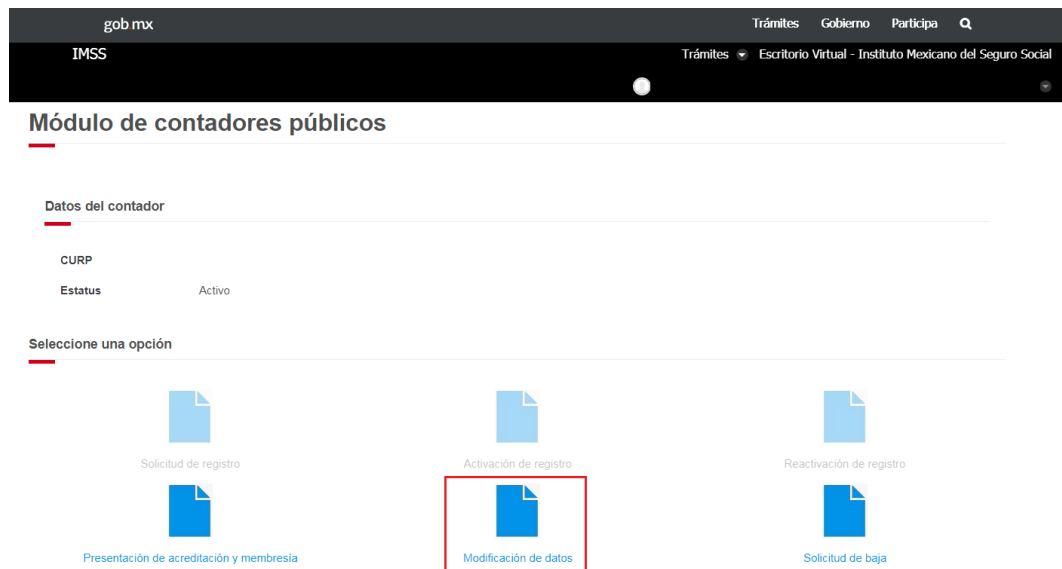 gob.mx Trámites Gobierno Participa
IMSS Trámites Escritorio Virtual - Instituto Mexicano del Seguro Social
Módulo de contadores públicos
Datos del contador
CURP
Estatus Activo
Seleccione una opción
Solicitud de registro Activación de registro Reactivación de registro
Presentación de acreditación y membresía Modificación de datos Solicitud de baja